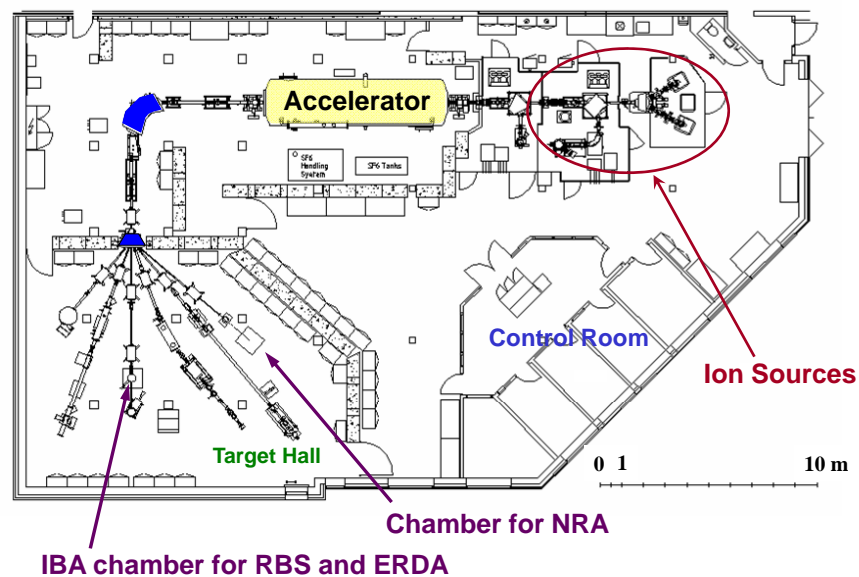 Accelerator
SF6
Handling
System
SF6 Tanks
Control Room
Ion Sources
Target Hall
0 1 10 m
Chamber for NRA
IBA chamber for RBS and ERDA